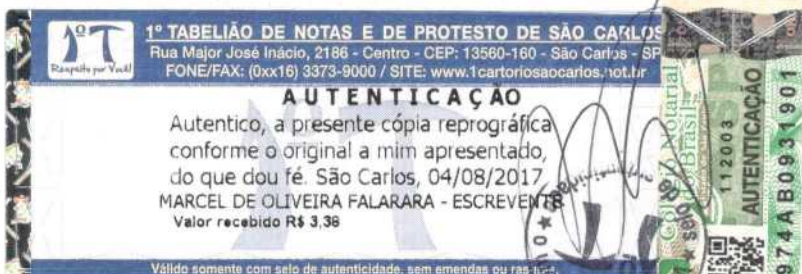 1º T
Respeito por Você!
1º TABELIÃO DE NOTAS E DE PROTESTO DE SÃO CARLOS
Rua Major José Inácio, 2186 - Centro - CEP: 13560-160 - São Carlos - SP
FONE/FAX: (0xx16) 3373-9000 / SITE: www.1cartoriosaocarlos.not.br
AUTENTICAÇÃO
Autentico, a presente cópia reprográfica
conforme o original a mim apresentado,
do que dou fé. São Carlos, 04/08/2017
MARCEL DE OLIVEIRA FALARARA - ESCREVENTE
Valor recebido R$ 3,38
Válido somente com selo de autenticidade, sem emendas ou
Notarial
do Brasil
112003
AUTENTICAÇÃO
974AB0931901